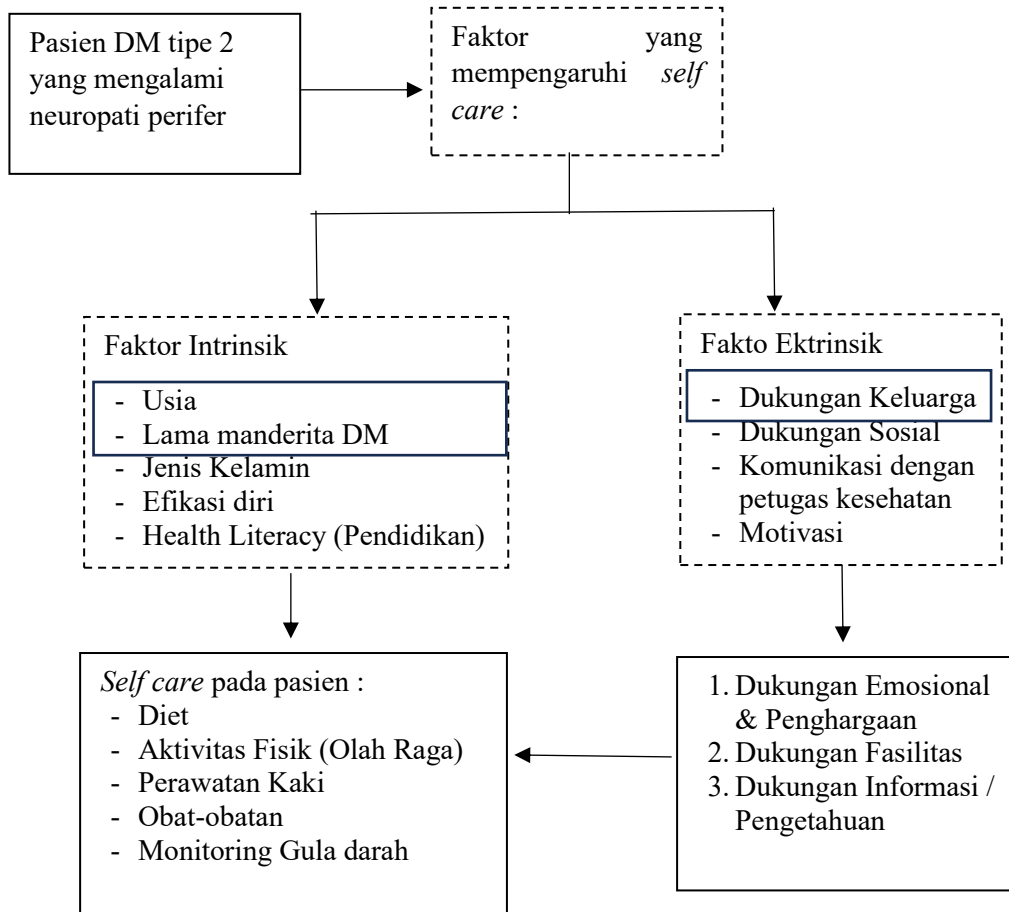 Pasien DM tipe 2
yang mengalami
neuropati perifer
Faktor yang
mempengaruhi self
care :
Faktor Intrinsik
- Usia
- Lama manderita DM
- Jenis Kelamin
- Efikasi diri
- Health Literacy (Pendidikan)
Fakto Ektrinsik
- Dukungan Keluarga
- Dukungan Sosial
- Komunikasi dengan
petugas kesehatan
- Motivasi
Self care pada pasien :
- Diet
- Aktivitas Fisik (Olah Raga)
- Perawatan Kaki
- Obat-obatan
- Monitoring Gula darah
1. Dukungan Emosional
& Penghargaan
2. Dukungan Fasilitas
3. Dukungan Informasi /
Pengetahuan